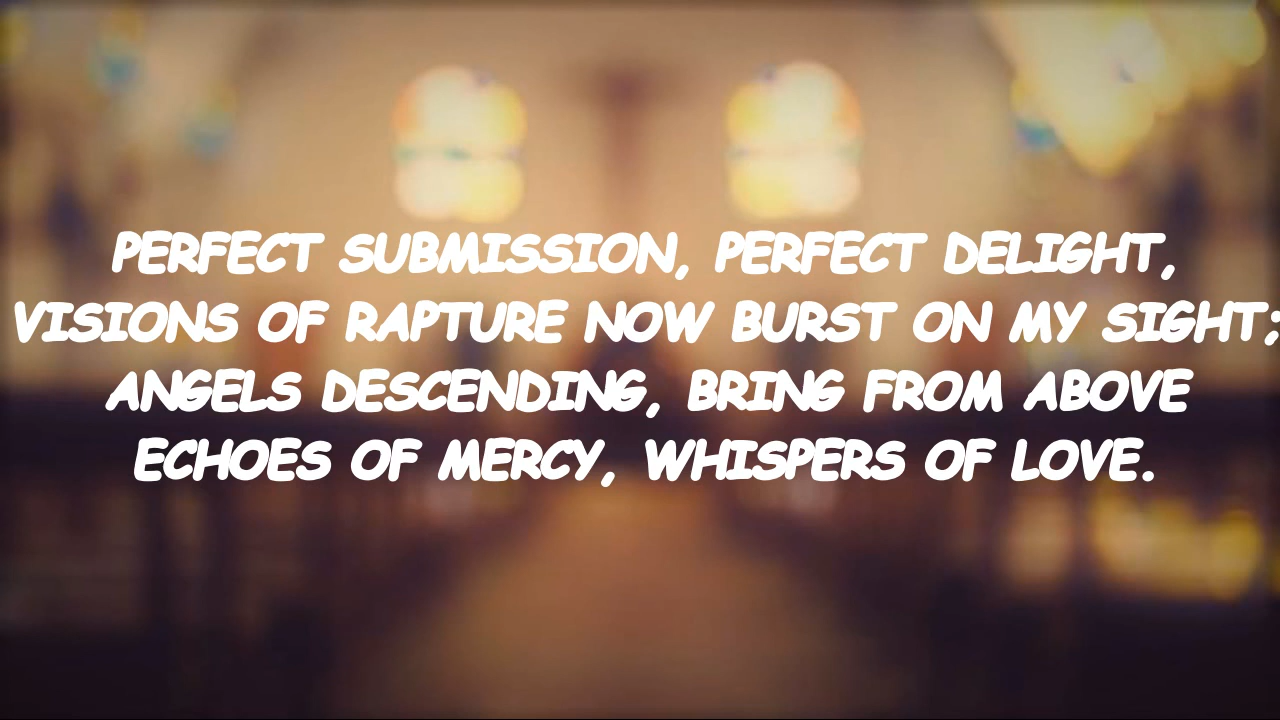 PERFECT SUBMISSION, PERFECT DELIGHT,
VISIONS OF RAPTURE NOW BURST ON MY SIGHT;
ANGELS DESCENDING, BRING FROM ABOVE
ECHOES OF MERCY, WHISPERS OF LOVE.